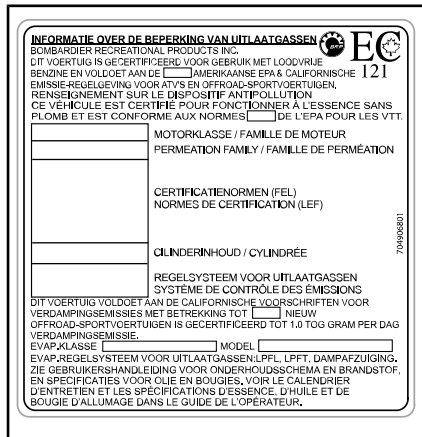 INFORMATIE OVER DE BEPERKING VAN UITLAATGASSEN
BOMBARDIER RECREATIONAL PRODUCTS INC.
DIT VOERTUIG IS GECERTIFICEERD VOOR GEBRUIK MET LOODVRIJE
BENZINE EN VOLDOET AAN DE AMERIKAANSE EPA & CALIFORNISCHE
EMISSIE-REGELGEVING VOOR ATV'S EN OFFROAD-SPORTVOERTUIGEN,
brp
EC
121
RENSEIGNEMENT SUR LE DISPOSITIF ANTIPOLLUTION
CE VÉHICULE EST CERTIFIÉ POUR FONCTIONNER À L'ESSENCE SANS
PLOMB ET EST CONFORME AUX NORMES DE L'EPA POUR LES VTT.
MOTORKLASSE / FAMILLE DE MOTEUR
PERMEATION FAMILY / FAMILLE DE PERMÉATION
CERTIFICATIENORMEN (FEL)
NORMES DE CERTIFICATION (LEF)
CILINDERINHOUD / CYLINDRÉE
REGELSYSTEEM VOOR UITLAATGASSEN
SYSTÈME DE CONTRÔLE DES ÉMISSIONS
704906801
DIT VOERTUIG VOLDOET AAN DE CALIFORNISCHE VOORSCHRIFTEN VOOR
VERDAMPINGSEMISSIES MET BETREKKING TOT NIEUW
OFFROAD-SPORTVOERTUIGEN IS GECERTIFICEERD TOT 1.0 TOG GRAM PER DAG
VERDAMPINGSEMISSIE.
EVAP.KLASSE MODEL
EVAP.REGELSYSTEEM VOOR UITLAATGASSEN:LPFL, LPFT, DAMPAFZUIGING.
ZIE GEBRUIKERSHANDLEIDING VOOR ONDERHOUDSSCHEMA EN BRANDSTOF,
EN SPECIFICATIES VOOR OLIE EN BOUGIES. VOIR LE CALENDRIER
D'ENTRETIEN ET LES SPÉCIFICATIONS D'ESSENCE, D'HUILE ET DE
BOUGIE D'ALLUMAGE DANS LE GUIDE DE L'OPÉRATEUR.